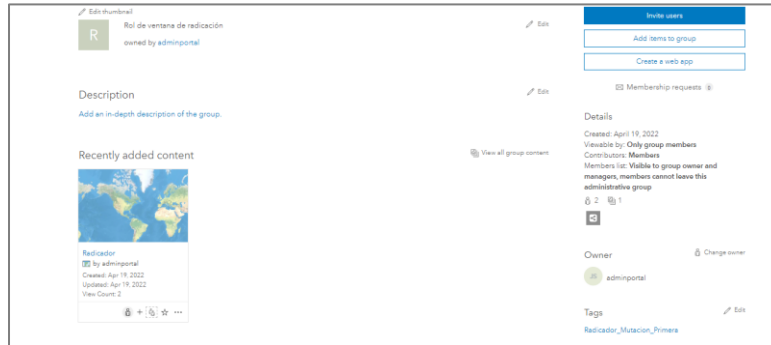 Edit thumbnail
R
Rol de ventana de radicación
Edit
owned by adminportal
Description
Edit
Add an in-depth description of the group.
Recently added content
View all group content
Radicador
by adminportal
Created: Apr 19, 2022
Updated: Apr 19, 2022
View Count: 2
Invite users
Add items to group
Create a web app
Membership requests 0
Details
Created: April 19, 2022
Viewable by: Only group members
Contributors: Members
Members list: Visible to group owner and
managers, members cannot leave this
administrative group
2 1
Owner
Change owner
adminportal
Tags
Edit
Radicador_Mutacion_Primera